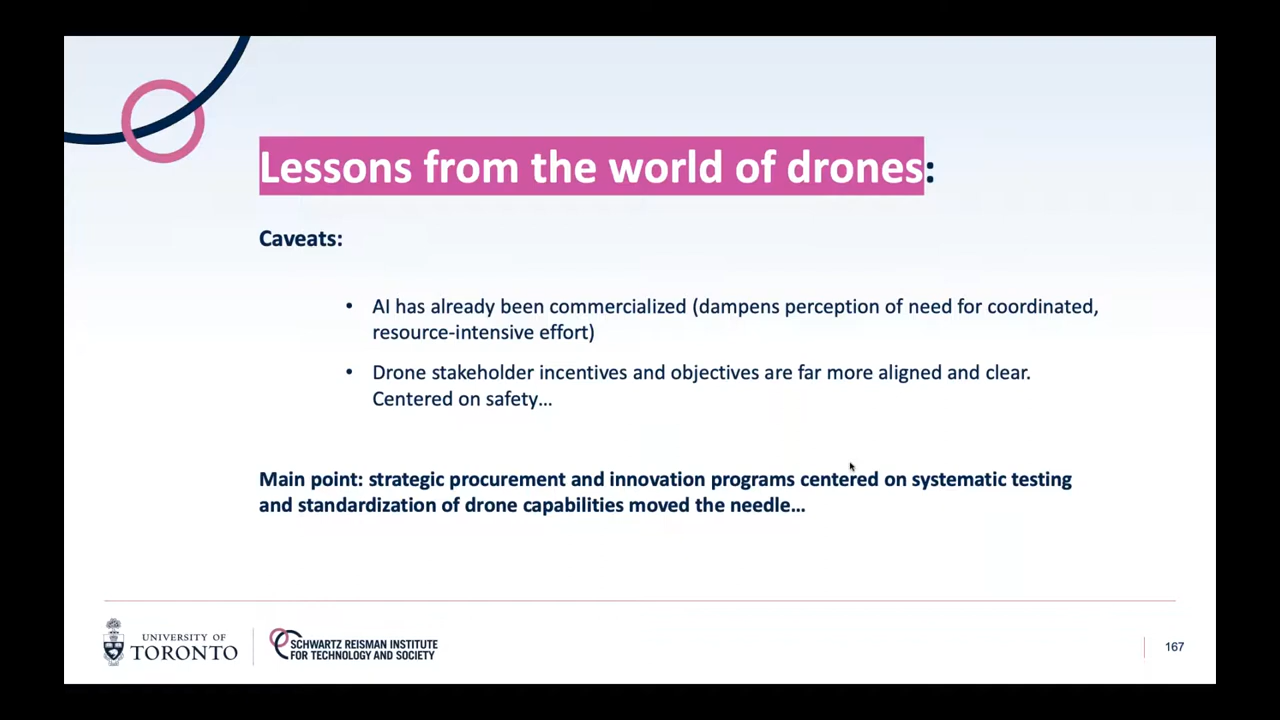 Lessons from the world of drones:
Caveats:
• AI has already been commercialized (dampens perception of need for coordinated,
resource-intensive effort)
• Drone stakeholder incentives and objectives are far more aligned and clear.
Centered on safety…
Main point: strategic procurement and innovation programs centered on systematic testing
and standardization of drone capabilities moved the needle…
UNIVERSITY OF
TORONTO
SCHWARTZ REISMAN INSTITUTE
FOR TECHNOLOGY AND SOCIETY
167